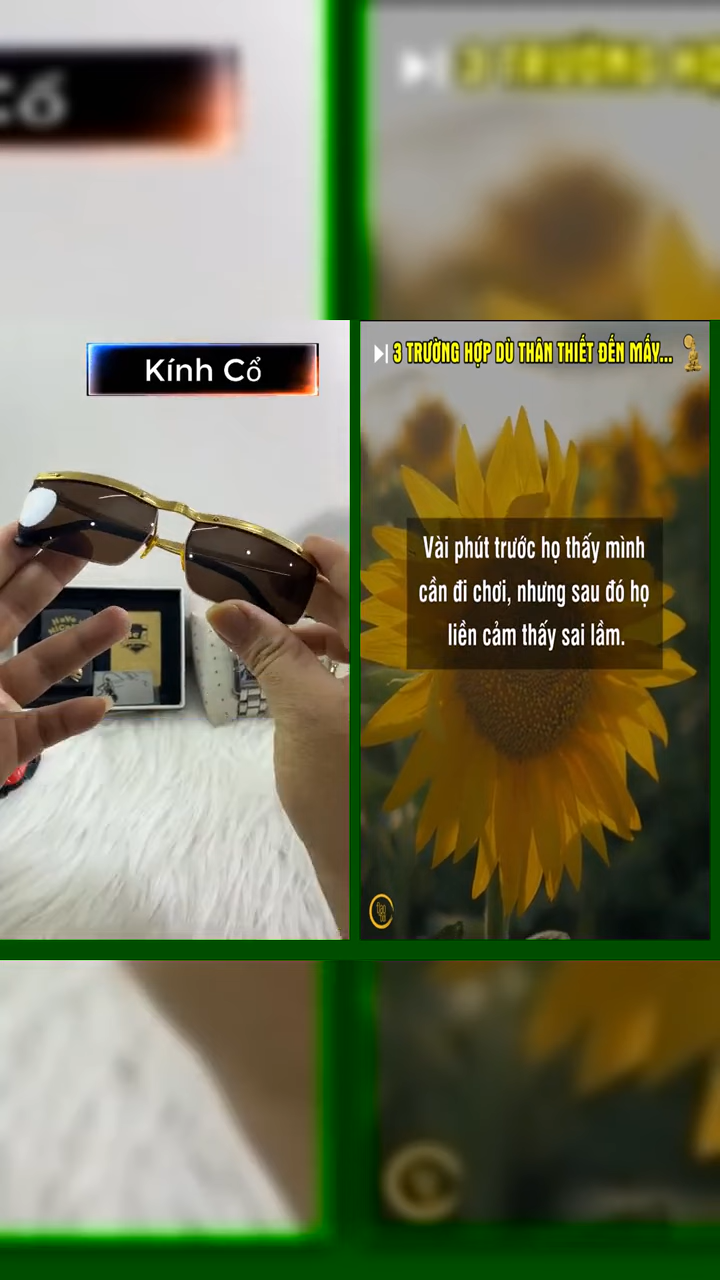 Kính Cổ
3 TRƯỜNG HỢP DÙ THÂN THIẾT ĐẾN MẤY...
Vài phút trước họ thấy mình
cần đi chơi, nhưng sau đó họ
liền cảm thấy sai lầm.